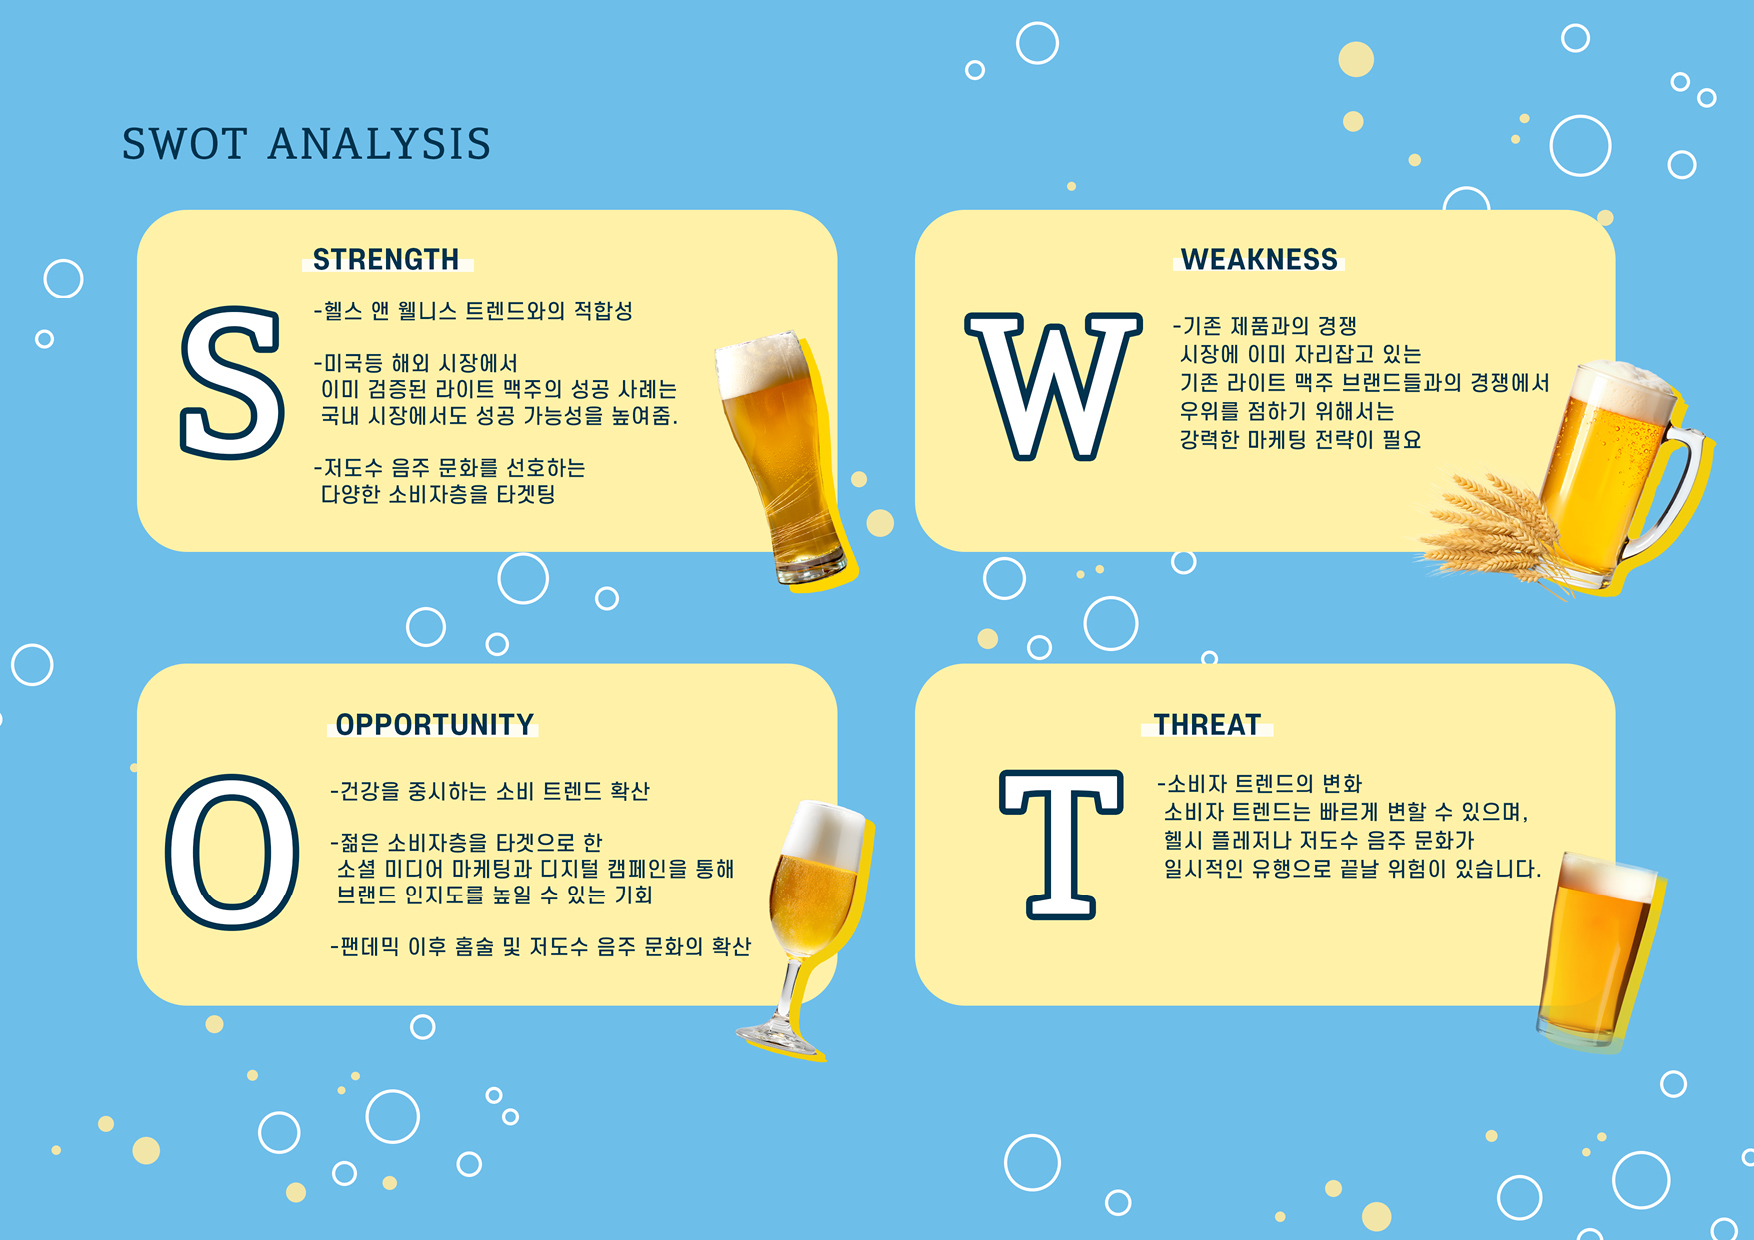 SWOT ANALYSIS
STRENGTH
S
-헬스 앤 웰니스 트렌드와의 적합성
-미국등 해외 시장에서
이미 검증된 라이트 맥주의 성공 사례는
국내 시장에서도 성공 가능성을 높여줌.
-저도수 음주 문화를 선호하는
다양한 소비자층을 타겟팅
WEAKNESS
W
-기존 제품과의 경쟁
시장에 이미 자리잡고 있는
기존 라이트 맥주 브랜드들과의 경쟁에서
우위를 점하기 위해서는
강력한 마케팅 전략이 필요
OPPORTUNITY
O
-건강을 중시하는 소비 트렌드 확산
-젊은 소비자층을 타겟으로 한
소셜 미디어 마케팅과 디지털 캠페인을 통해
브랜드 인지도를 높일 수 있는 기회
-팬데믹 이후 홈술 및 저도수 음주 문화의 확산
THREAT
T
-소비자 트렌드의 변화
소비자 트렌드는 빠르게 변할 수 있으며,
헬시 플레저나 저도수 음주 문화가
일시적인 유행으로 끝날 위험이 있습니다.